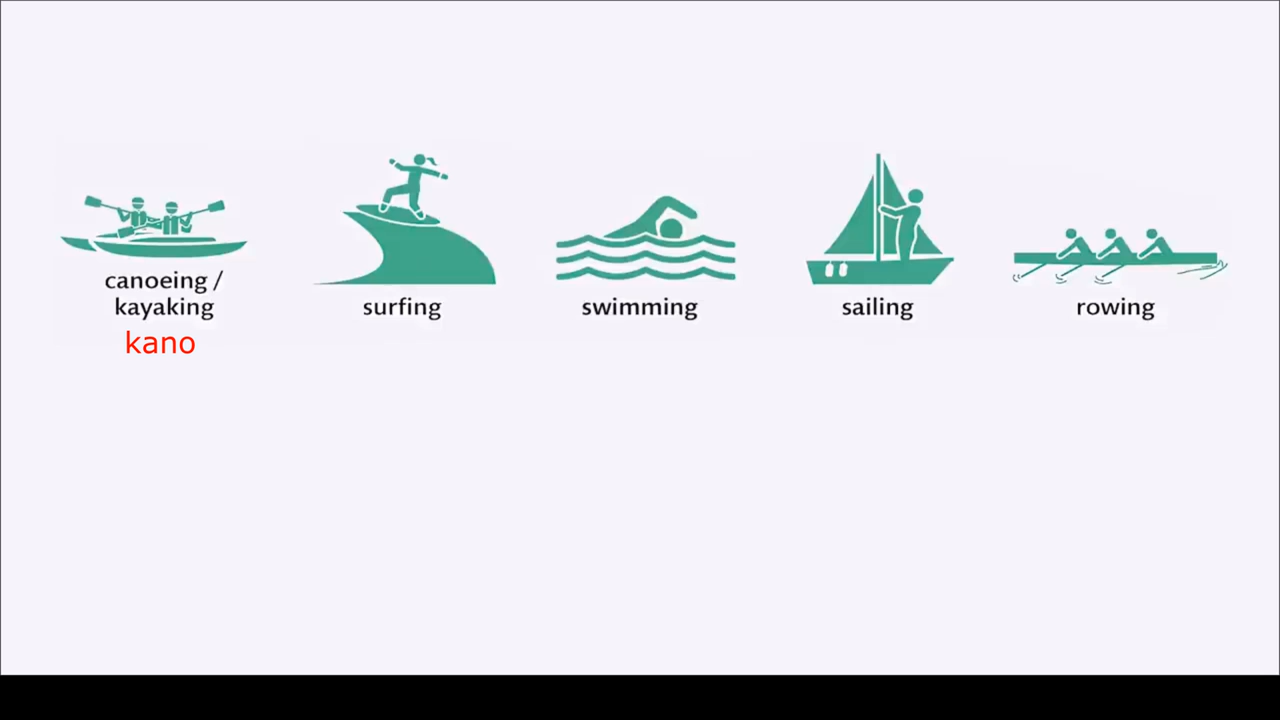 canoeing /
kayaking
kano
surfing
swimming
sailing
rowing